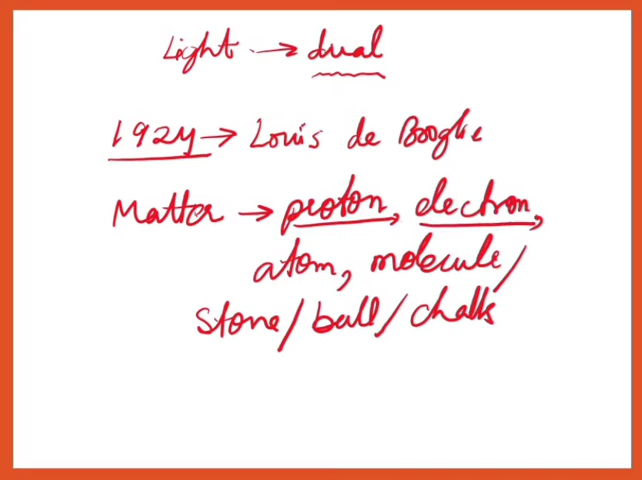 Light → dual
1924 → Louis de Broglie
Matter → proton, electron,
atom, molecule/
stone/ball/chalk